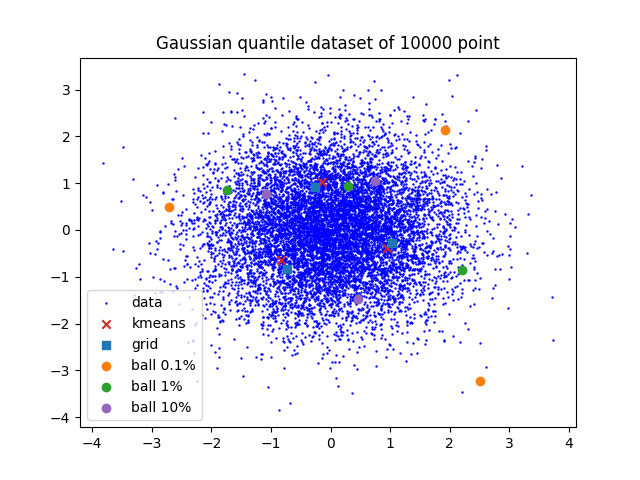 Gaussian quantile dataset of 10000 point
3
2
1
0
−1
−2
−3
−4
data
kmeans
grid
ball 0.1%
ball 1%
ball 10%
−4 −3 −2 −1 0 1 2 3 4